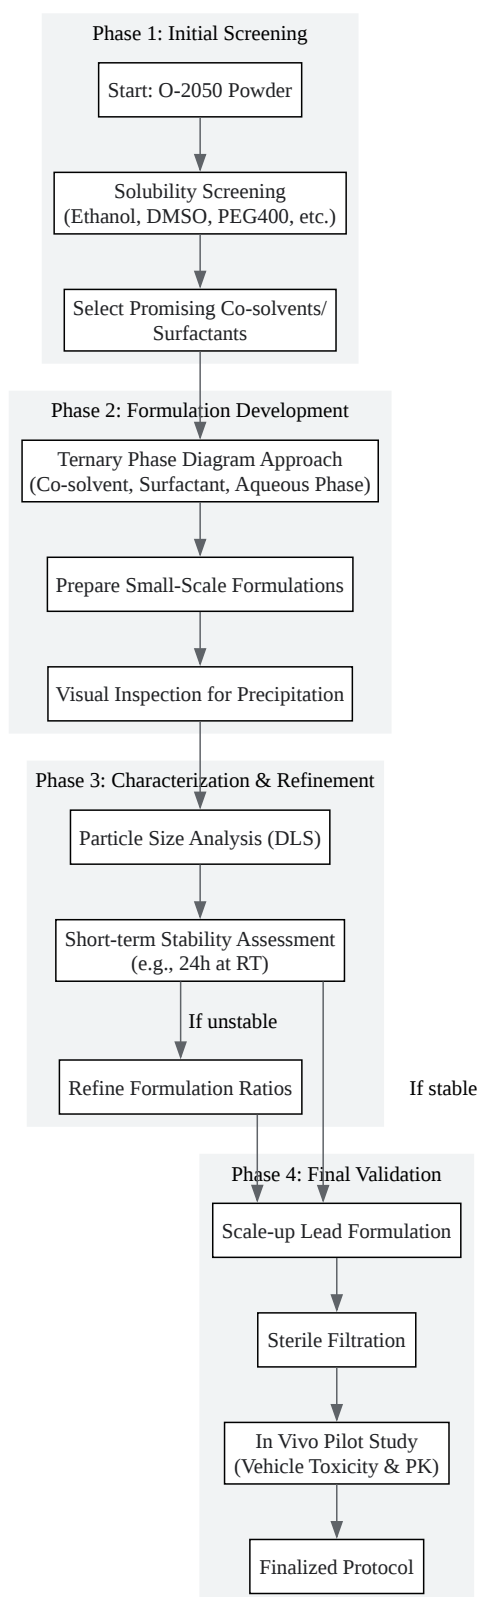 Phase 1: Initial Screening
Start: O-2050 Powder
Solubility Screening
(Ethanol, DMSO, PEG400, etc.)
Select Promising Co-solvents/
Surfactants
Phase 2: Formulation Development
Ternary Phase Diagram Approach
(Co-solvent, Surfactant, Aqueous Phase)
Prepare Small-Scale Formulations
Visual Inspection for Precipitation
Phase 3: Characterization & Refinement
Particle Size Analysis (DLS)
Short-term Stability Assessment
(e.g., 24h at RT)
If unstable
Refine Formulation Ratios
If stable
Phase 4: Final Validation
Scale-up Lead Formulation
Sterile Filtration
In Vivo Pilot Study
(Vehicle Toxicity & PK)
Finalized Protocol